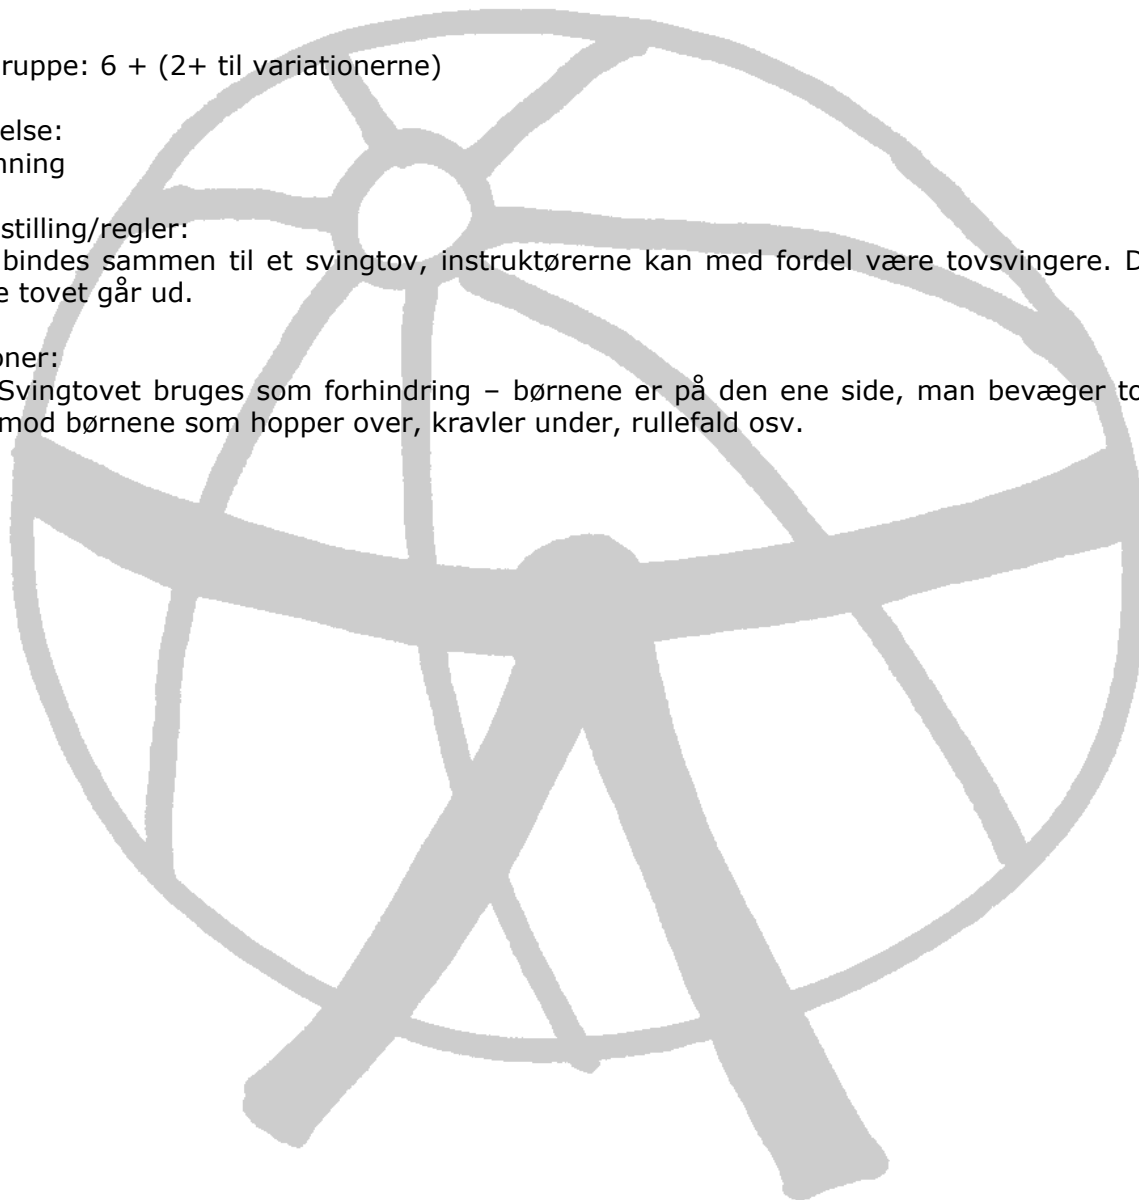 ruppe: 6 + (2+ til variationerne)
else:
nning
stilling/regler:
bindes sammen til et svingtov, instruktørerne kan med fordel være tovsvingere. D
e tovet går ud.
oner:
Svingtovet bruges som forhindring – børnene er på den ene side, man bevæger to
mod børnene som hopper over, kravler under, rullefald osv.